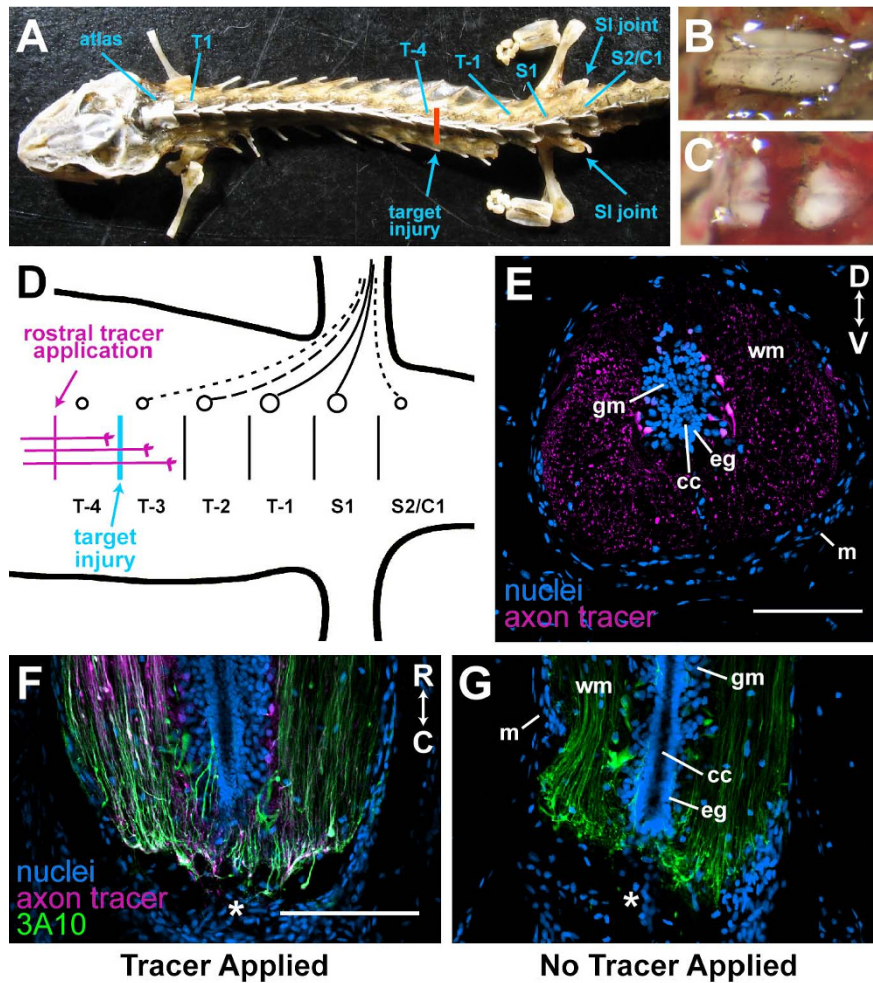 A
atlas
T1
T-4
T-1
S1
SI joint
S2/C1
target
injury
SI joint
B
C
D
rostral tracer
application
T-4
T-3
T-2
T-1
S1
S2/C1
target
injury
E
D
V
wm
gm
cc
eg
m
nuclei
axon tracer
F
R
C
nuclei
axon tracer
3A10
*
Tracer Applied
G
wm
gm
m
cc
eg
*
No Tracer Applied